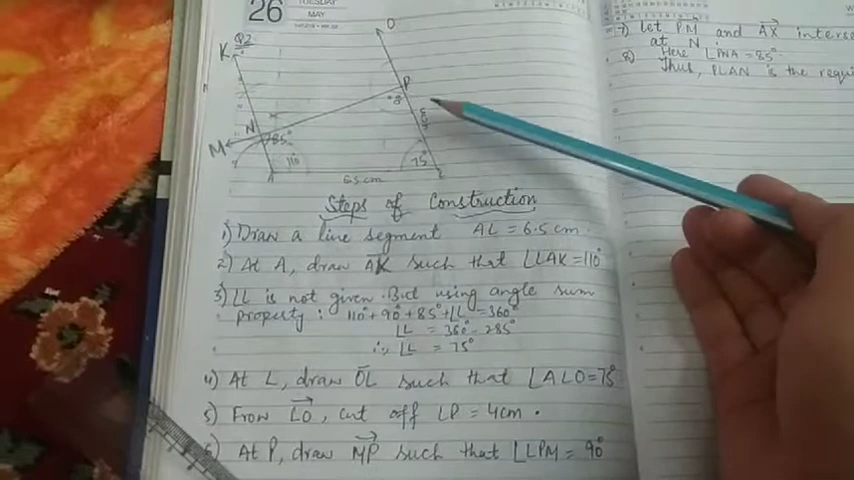 26
TUESDAY
MAY
Q2
K
O
P
N
M
85°
110°
75°
A
6.5 cm
L
Steps of Construction
1) Draw a line segment AL = 6.5 cm.
2) At A, draw AK such that ∠LAK = 110°
3) ∠L is not given. But using angle sum
property : 110° + 90° + 85° + ∠L = 360°
∠L = 360° - 285°
∴ ∠L = 75°
4) At L, draw OL such that ∠ALO = 75°
5) From LO, cut off LP = 4cm.
6) At P, draw MP such that ∠LPM = 90°
7) let PM and AX
at N
8) Here ∠PNA = 85°
Thus, PLAN is the